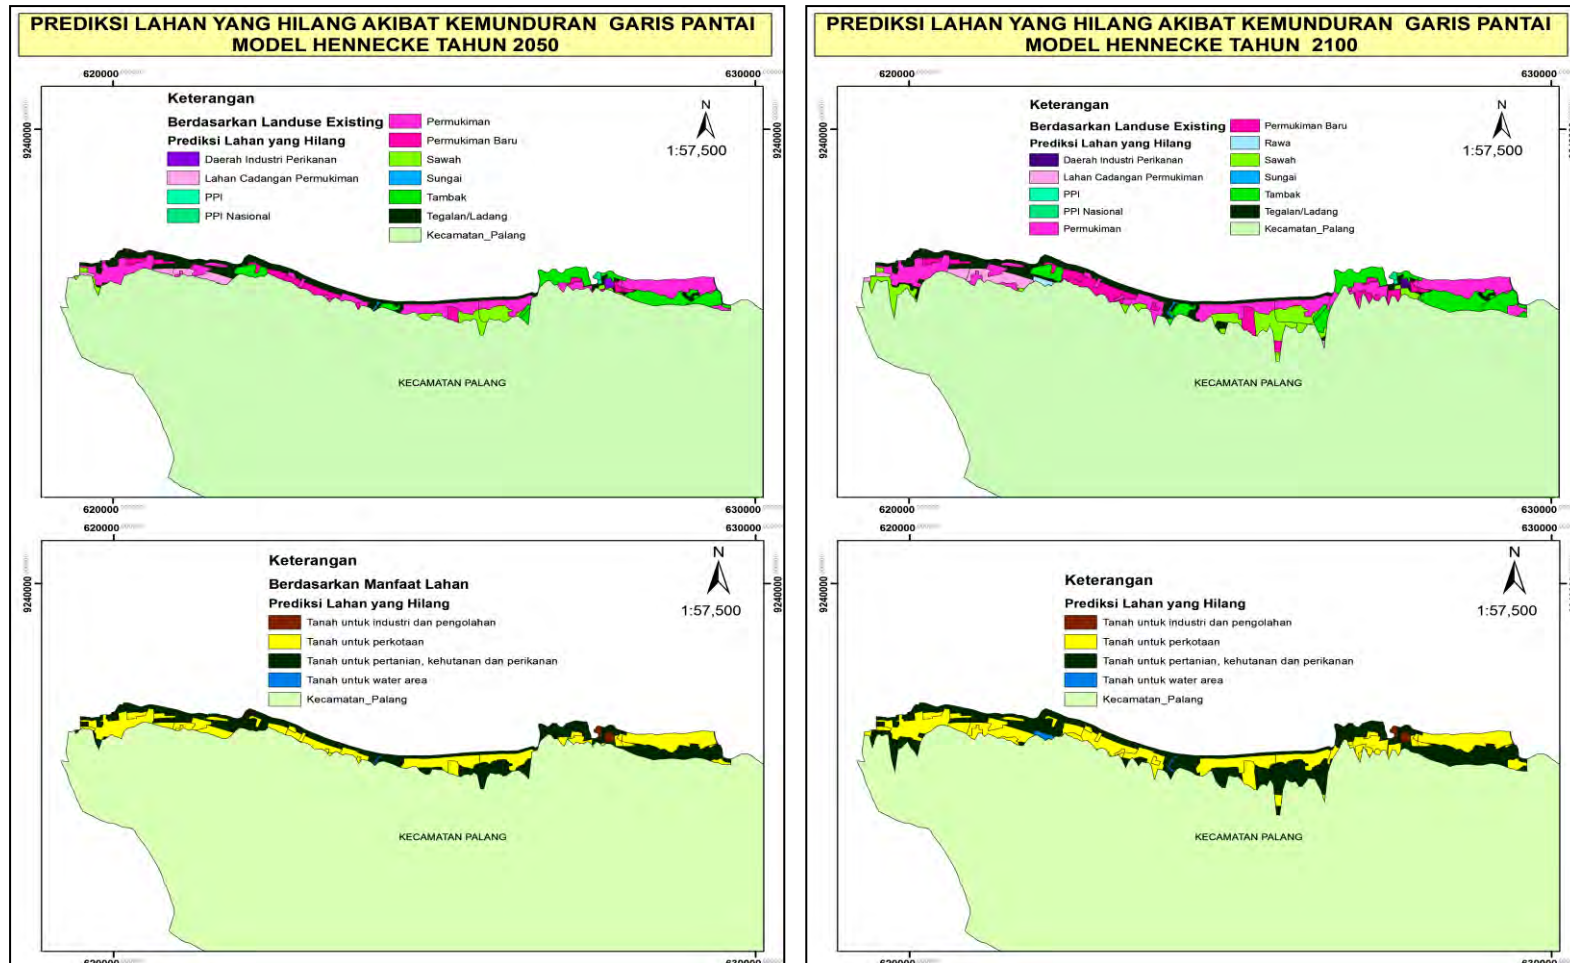 PREDIKSI LAHAN YANG HILANG AKIBAT KEMUNDURAN GARIS PANTAI
MODEL HENNECKE TAHUN 2050
620000
630000
9240000
9240000
Keterangan
Berdasarkan Landuse Existing
Prediksi Lahan yang Hilang
Daerah Industri Perikanan
Lahan Cadangan Permukiman
PPI
PPI Nasional
Permukiman
Permukiman Baru
Sawah
Sungai
Tambak
Tegalan/Ladang
Kecamatan_Palang
N
1:57,500
KECAMATAN PALANG
620000
630000
620000
630000
9240000
9240000
Keterangan
Berdasarkan Manfaat Lahan
Prediksi Lahan yang Hilang
Tanah untuk industri dan pengolahan
Tanah untuk perkotaan
Tanah untuk pertanian, kehutanan dan perikanan
Tanah untuk water area
Kecamatan_Palang
N
1:57,500
KECAMATAN PALANG
620000
630000
PREDIKSI LAHAN YANG HILANG AKIBAT KEMUNDURAN GARIS PANTAI
MODEL HENNECKE TAHUN 2100
620000
630000
9240000
Keterangan
Berdasarkan Landuse Existing
Prediksi Lahan yang Hilang
Daerah Industri Perikanan
Lahan Cadangan Permukiman
PPI
PPI Nasional
Permukiman
Permukiman Baru
Rawa
Sawah
Sungai
Tambak
Tegalan/Ladang
Kecamatan_Palang
N
1:57,500
KECAMATAN PALANG
620000
630000
620000
630000
9240000
Keterangan
Prediksi Lahan yang Hilang
Tanah untuk industri dan pengolahan
Tanah untuk perkotaan
Tanah untuk pertanian, kehutanan dan perikanan
Tanah untuk water area
Kecamatan_Palang
N
1:57,500
KECAMATAN PALANG
620000
630000